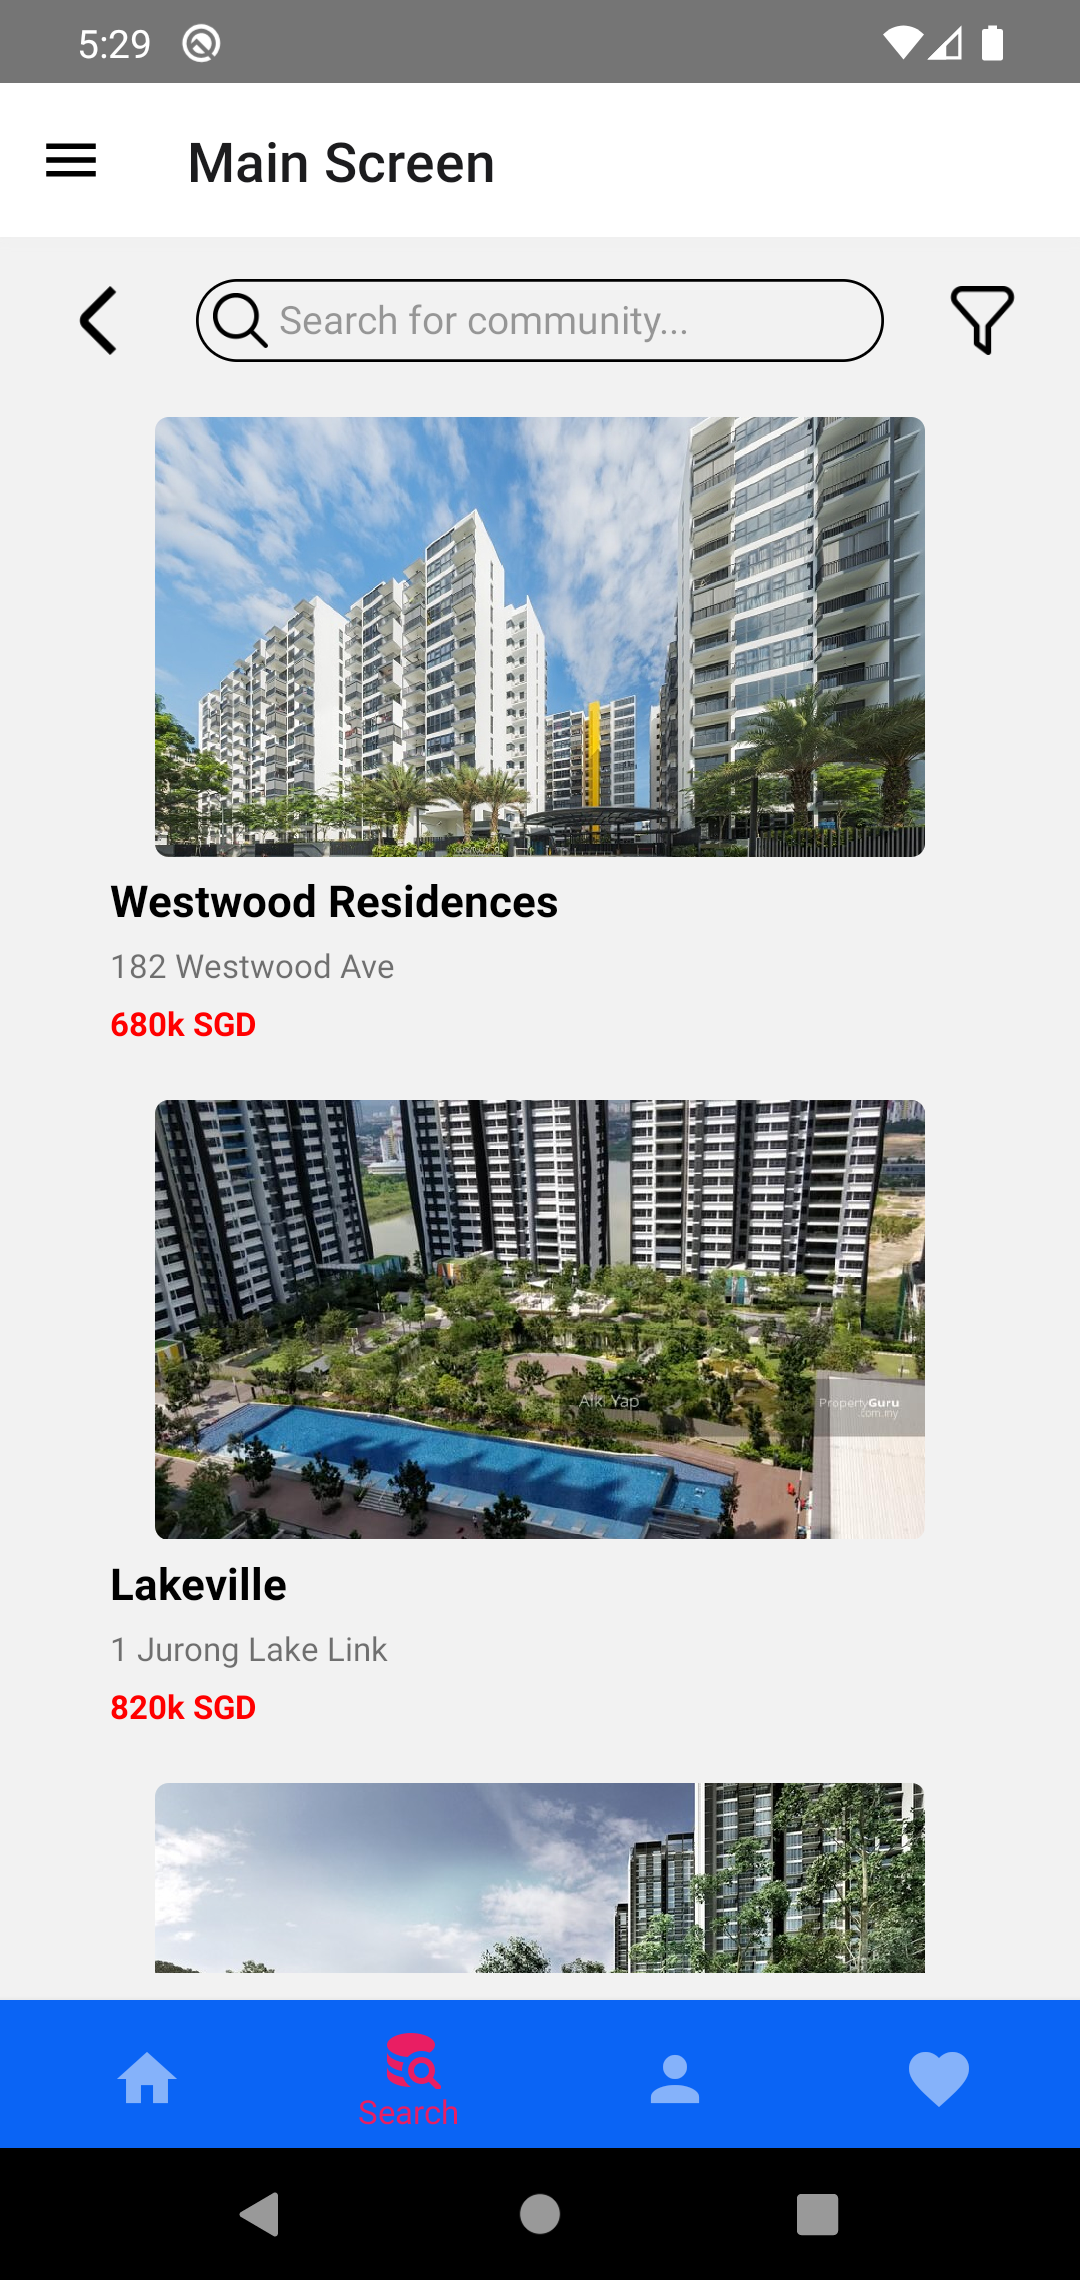 5:29
Main Screen
Search for community...
Westwood Residences
182 Westwood Ave
680k SGD
Aiki Yap
PropertyGuru
.com.my
Lakeville
1 Jurong Lake Link
820k SGD
Search